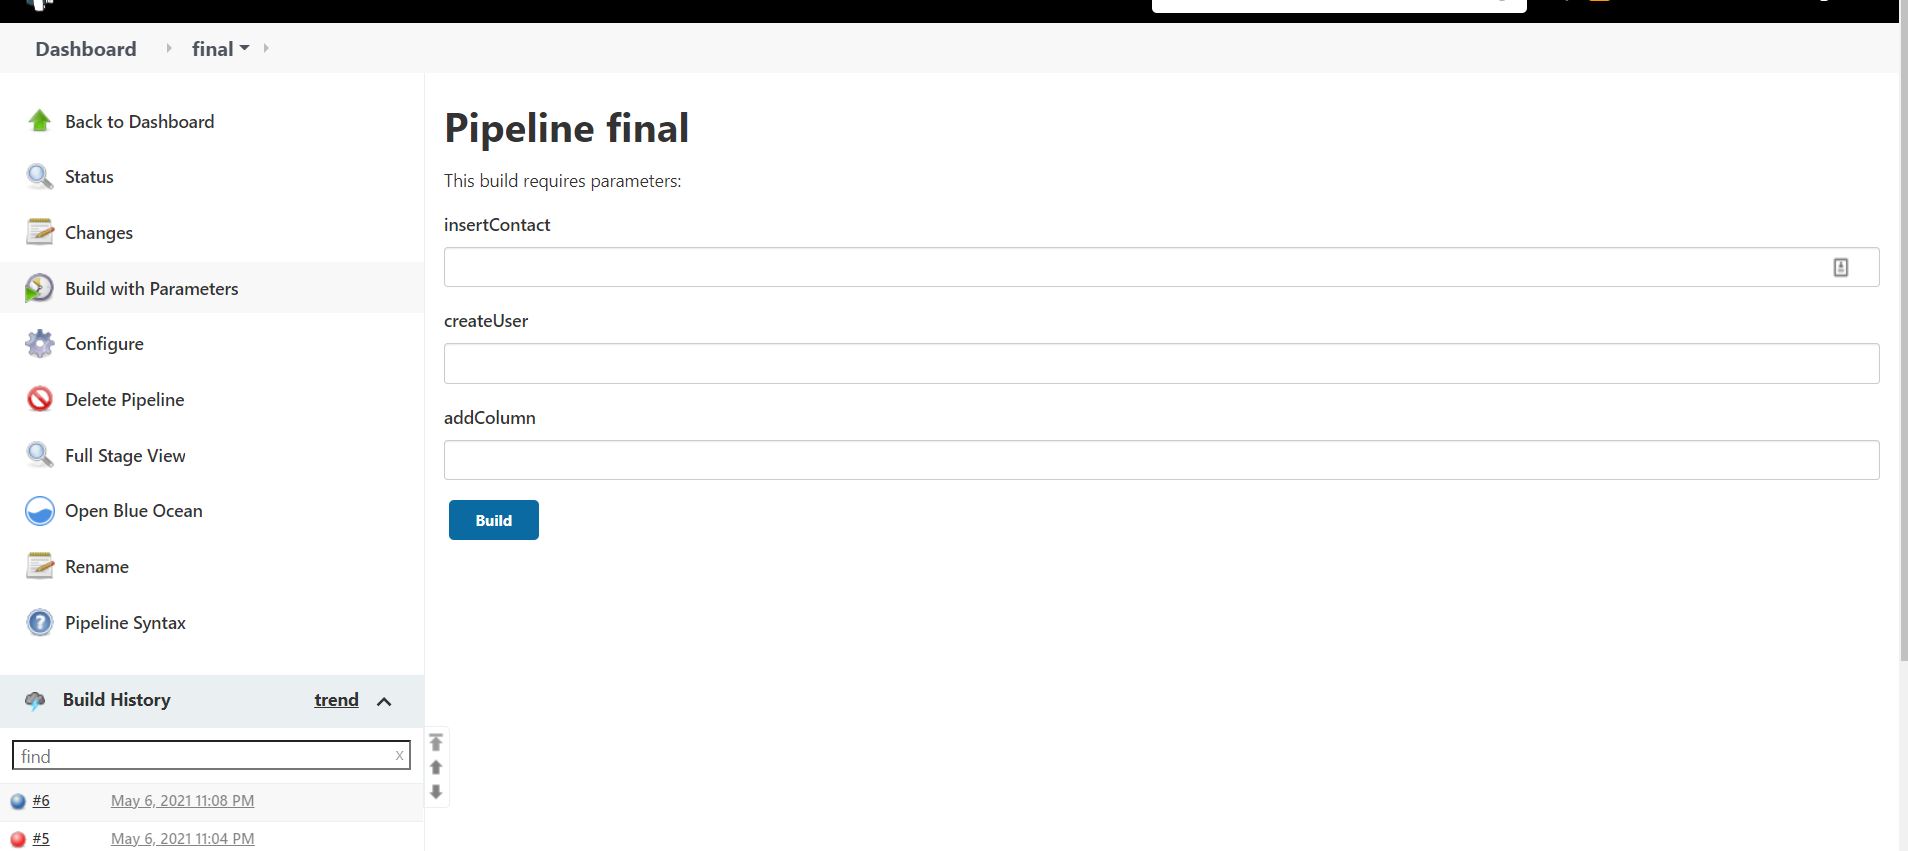 Dashboard final
Back to Dashboard
Status
Changes
Build with Parameters
Configure
Delete Pipeline
Full Stage View
Open Blue Ocean
Rename
Pipeline Syntax
Build History trend
find x
#6 May 6, 2021 11:08 PM
#5 May 6, 2021 11:04 PM
Pipeline final
This build requires parameters:
insertContact
createUser
addColumn
Build